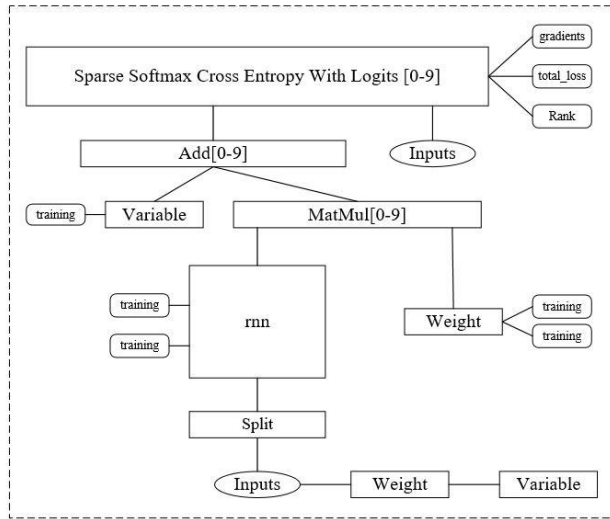 gradients
Sparse Softmax Cross Entropy With Logits [0-9]
total_loss
Rank
Add[0-9]
Inputs
training
Variable
MatMul[0-9]
training
rnn
training
Weight
training
training
Split
Inputs
Weight
Variable